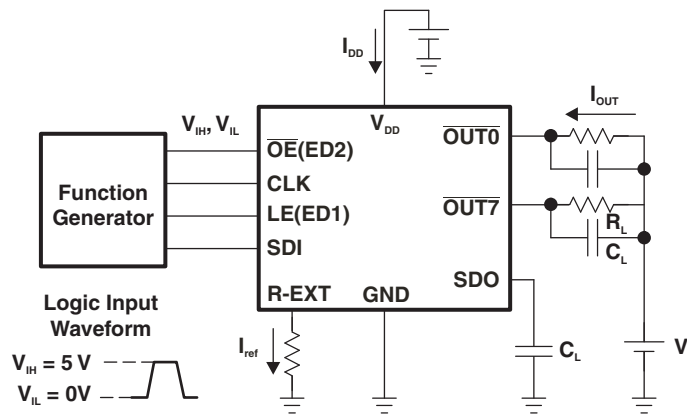 I_DD
I_OUT
V_IH, V_IL
V_DD
OE(ED2)
OUT0
CLK
Function
Generator
LE(ED1)
OUT7
R_L
SDI
C_L
SDO
R-EXT
GND
Logic Input
Waveform
I_ref
C_L
V
V_IH = 5 V
V_IL = 0V